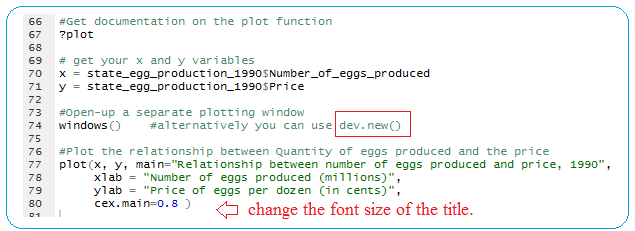 66 #Get documentation on the plot function
67 ?plot
68
69 # get your x and y variables
70 x = state_egg_production_1990$Number_of_eggs_produced
71 y = state_egg_production_1990$Price
72
73 #Open-up a separate plotting window
74 windows() #alternatively you can use dev.new()
75
76 #Plot the relationship between Quantity of eggs produced and the price
77 plot(x, y, main="Relationship between number of eggs produced and price, 1990",
78 xlab = "Number of eggs produced (millions)",
79 ylab = "Price of eggs per dozen (in cents)",
80 cex.main=0.8 ) change the font size of the title.
81